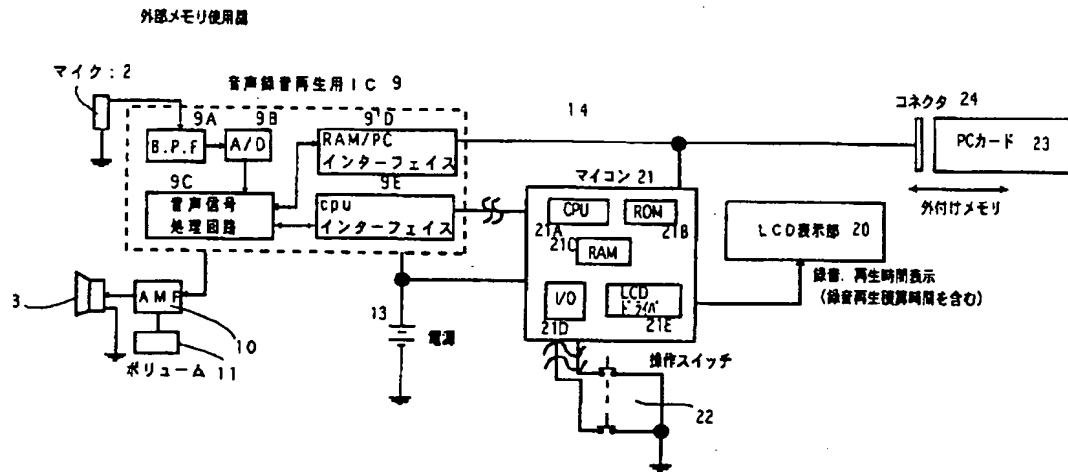 外部メモリ使用器
マイク:2
音声録音再生用IC 9
9A
9B
9'D
B.P.F
A/D
RAM/PC
インターフェイス
9C
9E
音声信号
処理回路
cpu
インターフェイス
14
コネクタ 24
PCカード 23
外付けメモリ
マイコン 21
CPU
ROM
21A
21B
21C
RAM
I/O
LCD
ドライバ
21D
21E
LCD表示部 20
録音.再生時間表示
(録音再生積算時間を含む)
3
AMP
10
ボリューム 11
13
電源
操作スイッチ
22